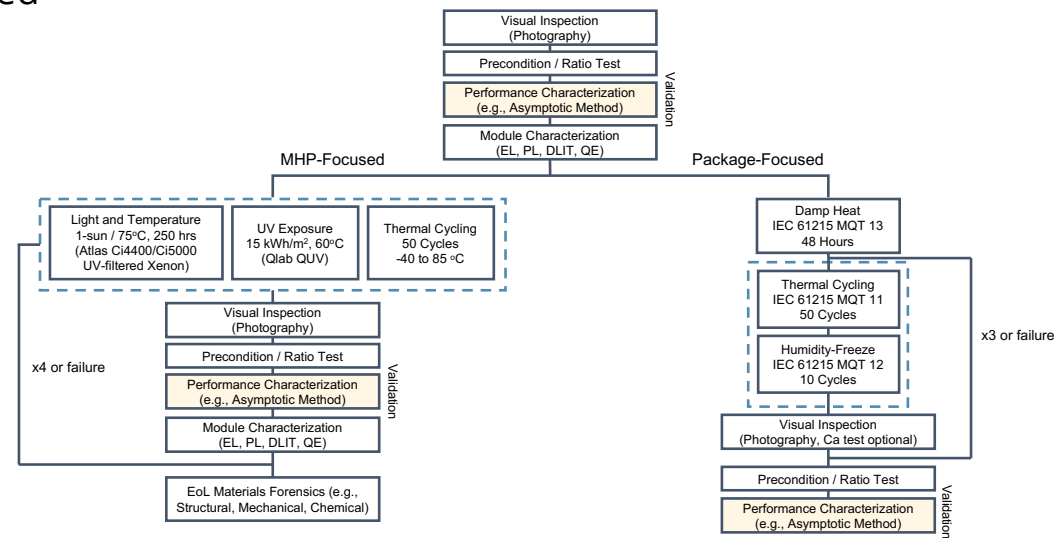 Visual Inspection
(Photography)
Precondition / Ratio Test
Performance Characterization
(e.g., Asymptotic Method)
Validation
Module Characterization
(EL, PL, DLIT, QE)
MHP-Focused
Package-Focused
Light and Temperature
1-sun / 75°C, 250 hrs
(Atlas Ci4400/Ci5000
UV-filtered Xenon)
UV Exposure
15 kWh/m², 60°C
(Qlab QUV)
Thermal Cycling
50 Cycles
-40 to 85 °C
Visual Inspection
(Photography)
Precondition / Ratio Test
Performance Characterization
(e.g., Asymptotic Method)
Validation
Module Characterization
(EL, PL, DLIT, QE)
x4 or failure
EoL Materials Forensics (e.g.,
Structural, Mechanical, Chemical)
Damp Heat
IEC 61215 MQT 13
48 Hours
Thermal Cycling
IEC 61215 MQT 11
50 Cycles
Humidity-Freeze
IEC 61215 MQT 12
10 Cycles
x3 or failure
Visual Inspection
(Photography, Ca test optional)
Precondition / Ratio Test
Performance Characterization
(e.g., Asymptotic Method)
Validation